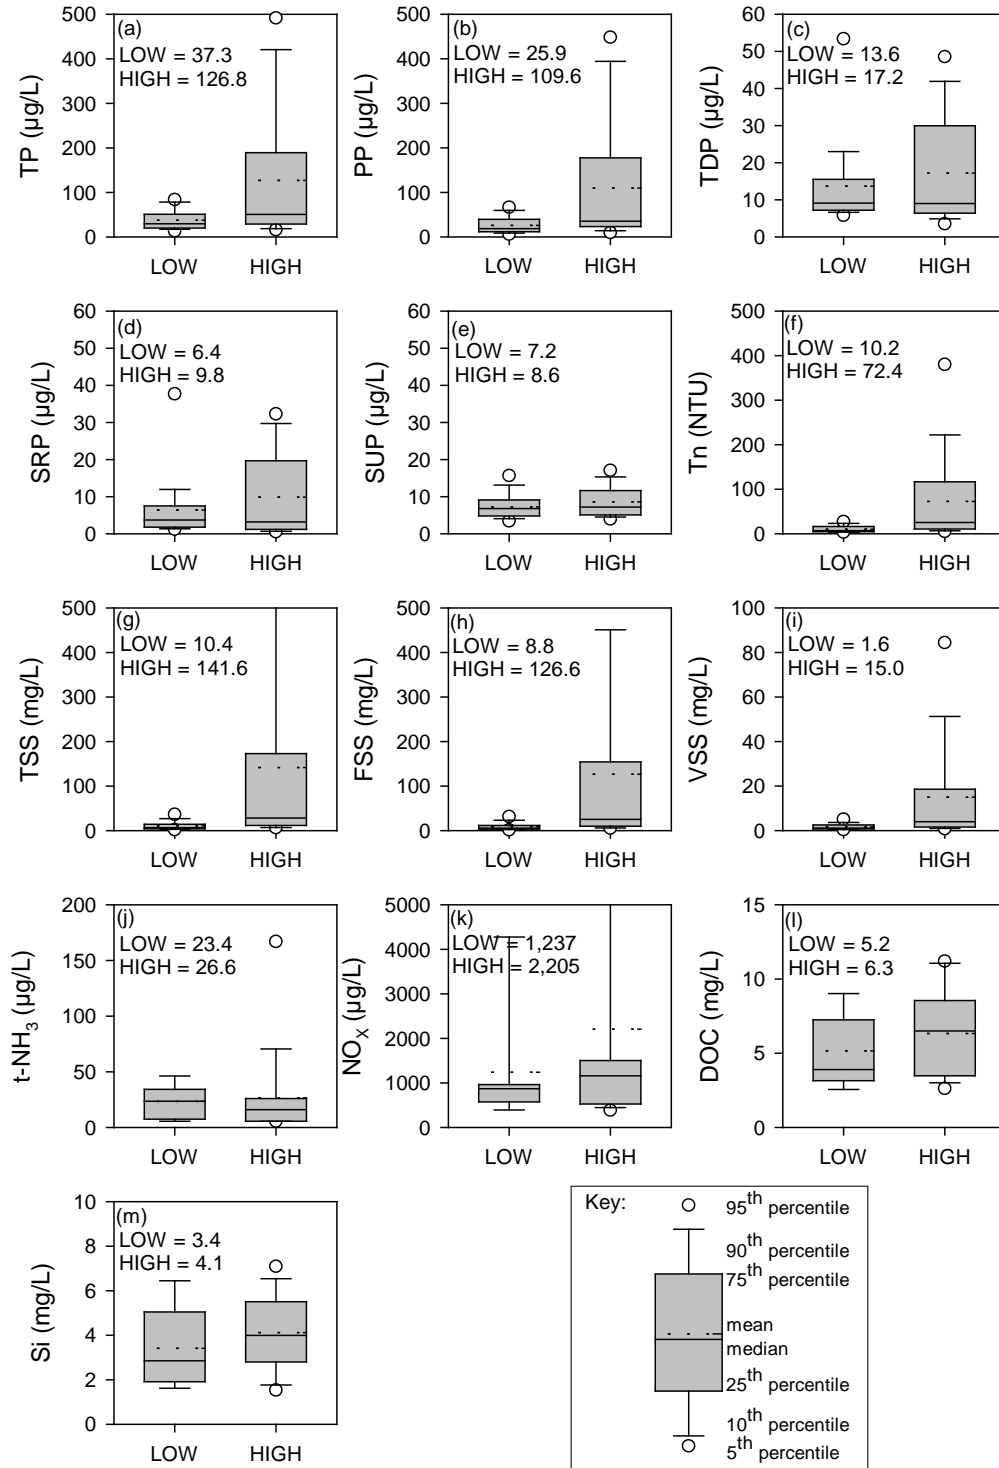 (a)
LOW = 37.3
HIGH = 126.8
TP (µg/L)
500
400
300
200
100
0
LOW HIGH
(b)
LOW = 25.9
HIGH = 109.6
PP (µg/L)
500
400
300
200
100
0
LOW HIGH
(c)
LOW = 13.6
HIGH = 17.2
TDP (µg/L)
60
50
40
30
20
10
0
LOW HIGH
(d)
LOW = 6.4
HIGH = 9.8
SRP (µg/L)
60
50
40
30
20
10
0
LOW HIGH
(e)
LOW = 7.2
HIGH = 8.6
SUP (µg/L)
60
50
40
30
20
10
0
LOW HIGH
(f)
LOW = 10.2
HIGH = 72.4
Tn (NTU)
500
400
300
200
100
0
LOW HIGH
(g)
LOW = 10.4
HIGH = 141.6
TSS (mg/L)
500
400
300
200
100
0
LOW HIGH
(h)
LOW = 8.8
HIGH = 126.6
FSS (mg/L)
500
400
300
200
100
0
LOW HIGH
(i)
LOW = 1.6
HIGH = 15.0
VSS (mg/L)
100
80
60
40
20
0
LOW HIGH
(j)
LOW = 23.4
HIGH = 26.6
t-NH3 (µg/L)
200
150
100
50
0
LOW HIGH
(k)
LOW = 1,237
HIGH = 2,205
NOX (µg/L)
5000
4000
3000
2000
1000
0
LOW HIGH
(l)
LOW = 5.2
HIGH = 6.3
DOC (mg/L)
15
10
5
0
LOW HIGH
(m)
LOW = 3.4
HIGH = 4.1
Si (mg/L)
10
8
6
4
2
0
LOW HIGH
Key:
95th percentile
90th percentile
75th percentile
mean
median
25th percentile
10th percentile
5th percentile